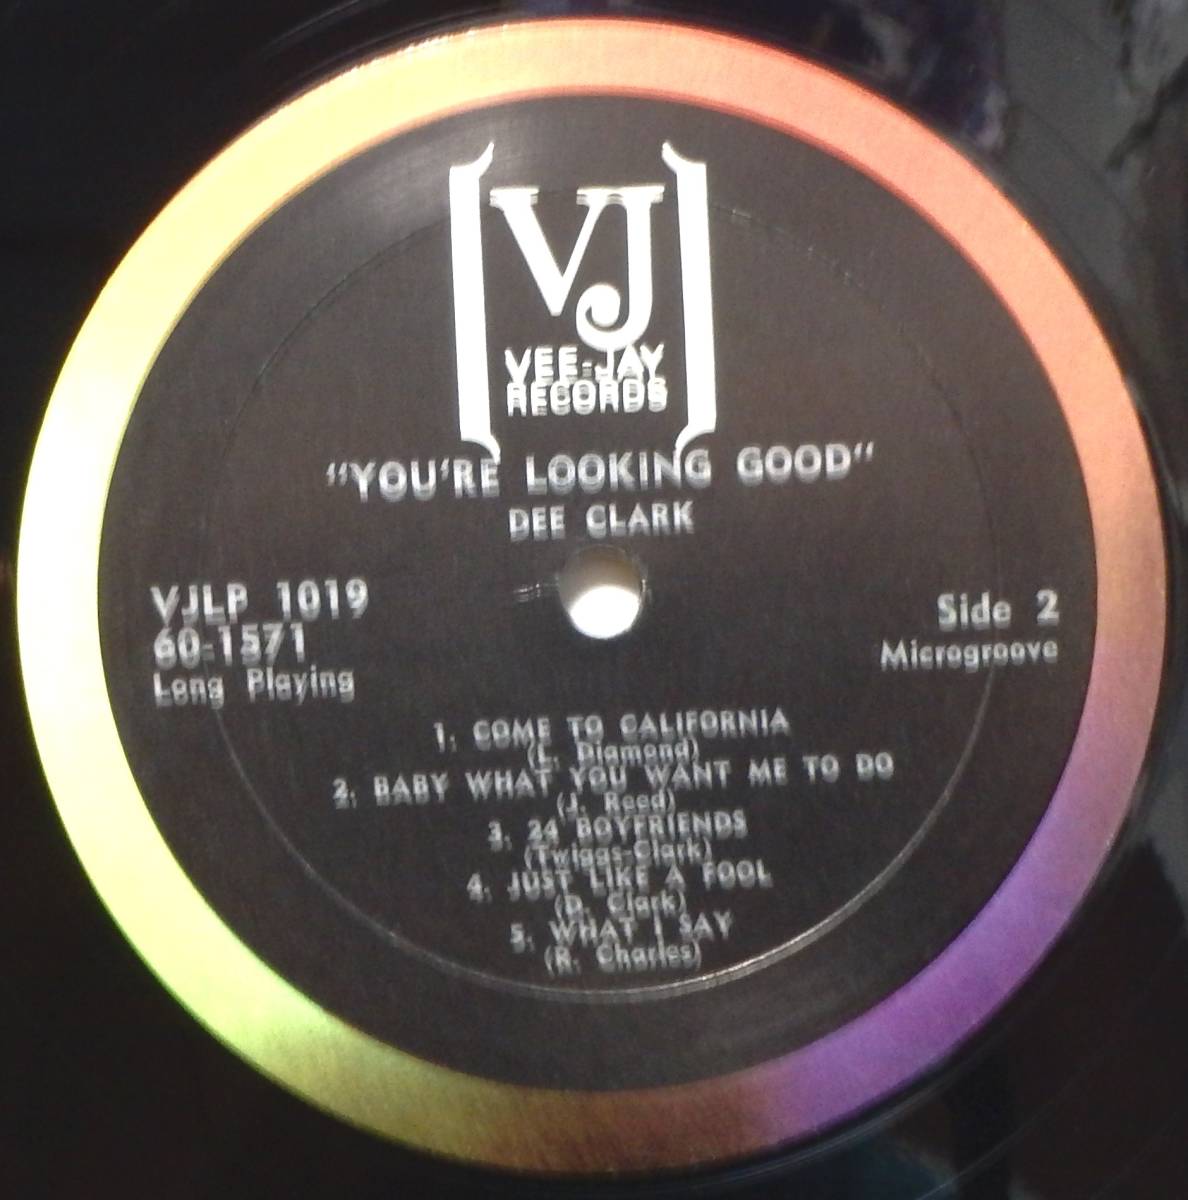 VJ
VEE-JAY
RECORDS
"YOU'RE LOOKING GOOD"
DEE CLARK
VJLP 1019
60-1571
Long Playing
Side 2
Microgroove
1. COME TO CALIFORNIA
(L. Diamond)
2. BABY WHAT YOU WANT ME TO DO
(J. Reed)
3. 24 BOYFRIENDS
(Twiggs-Clark)
4. JUST LIKE A FOOL
(D. Clark)
5. WHAT I SAY
(R. Charles)